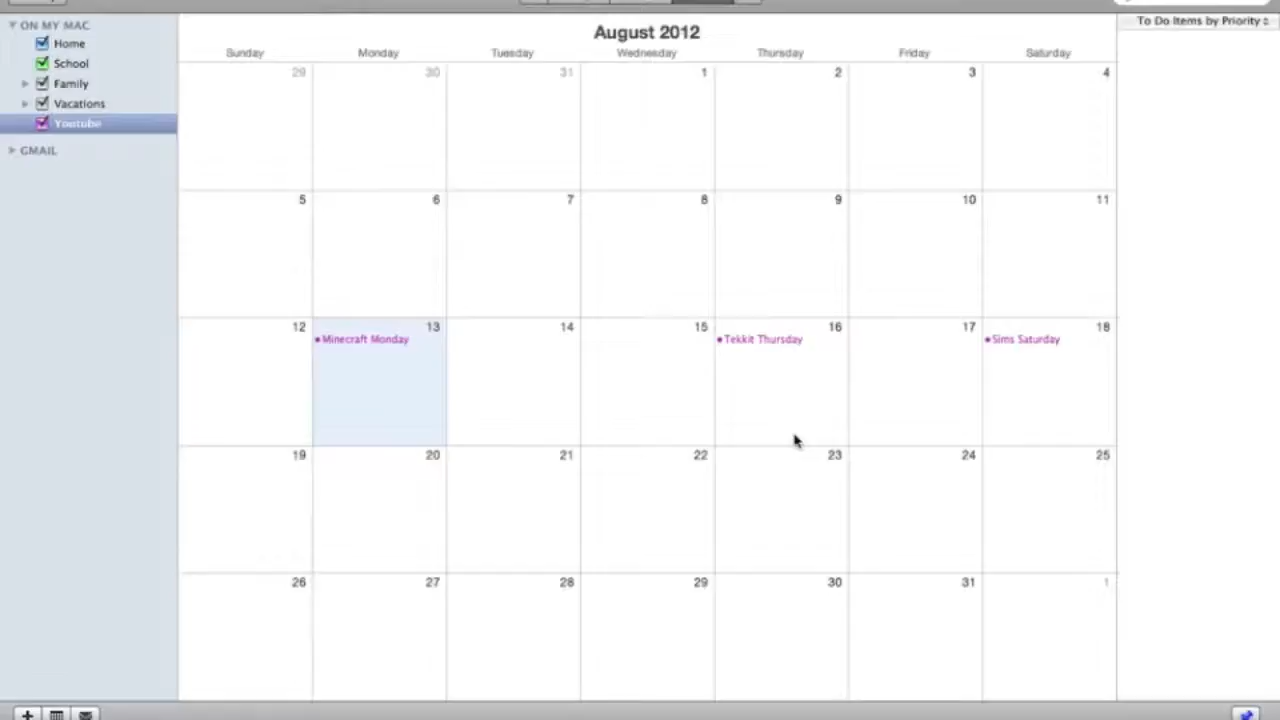 To Do Items by Priority
ON MY MAC
Home
School
Family
Vacations
Youtube
GMAIL
August 2012
Sunday Monday Tuesday Wednesday Thursday Friday Saturday
29 30 31 1 2 3 4
5 6 7 8 9 10 11
12 13 14 15 16 17 18
Minecraft Monday Tekkit Thursday Sims Saturday
19 20 21 22 23 24 25
26 27 28 29 30 31 1